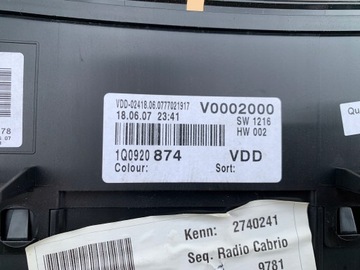 VDD-02418.06.0777021917
V0002000
18.06.07 23:41
SW 1216
HW 002
1Q0920 874 VDD
Colour: Sort:
78
Qu
Kenn: 2740241
Seq. Radio Cabrio
9781